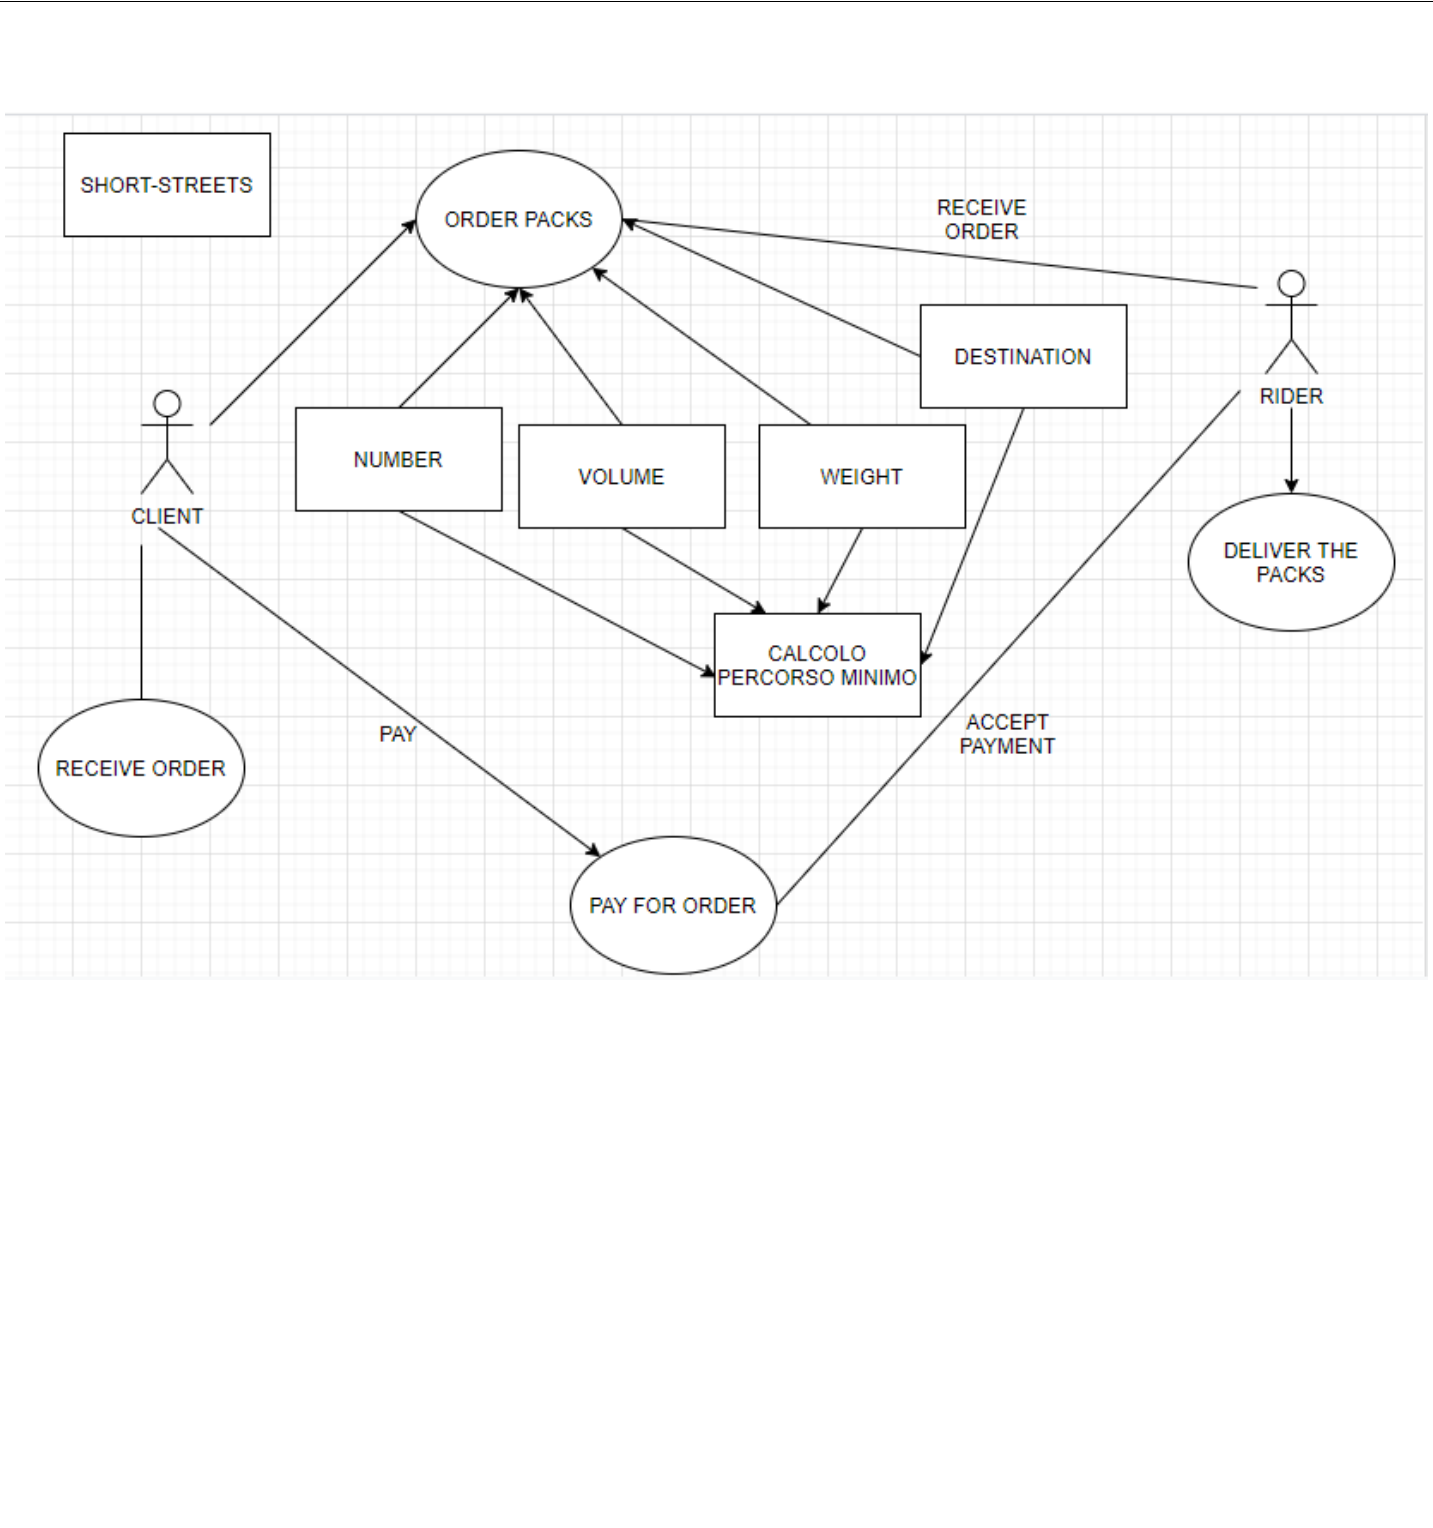 SHORT-STREETS
ORDER PACKS
RECEIVE
ORDER
DESTINATION
RIDER
NUMBER
VOLUME
WEIGHT
CLIENT
DELIVER THE
PACKS
CALCOLO
PERCORSO MINIMO
PAY
ACCEPT
PAYMENT
RECEIVE ORDER
PAY FOR ORDER